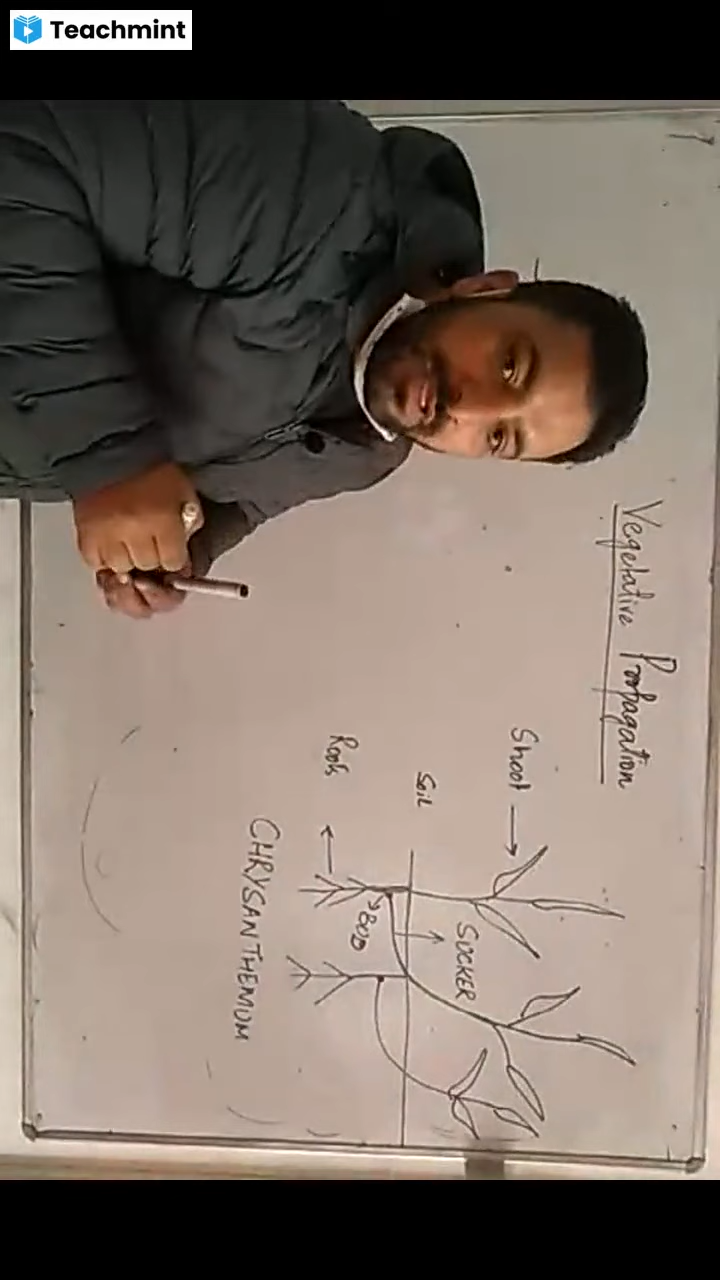 Teachmint
Vegetative Propagation
Shoot
SUCKER
Soil
BUD
Roots
CHRYSANTHEMUM